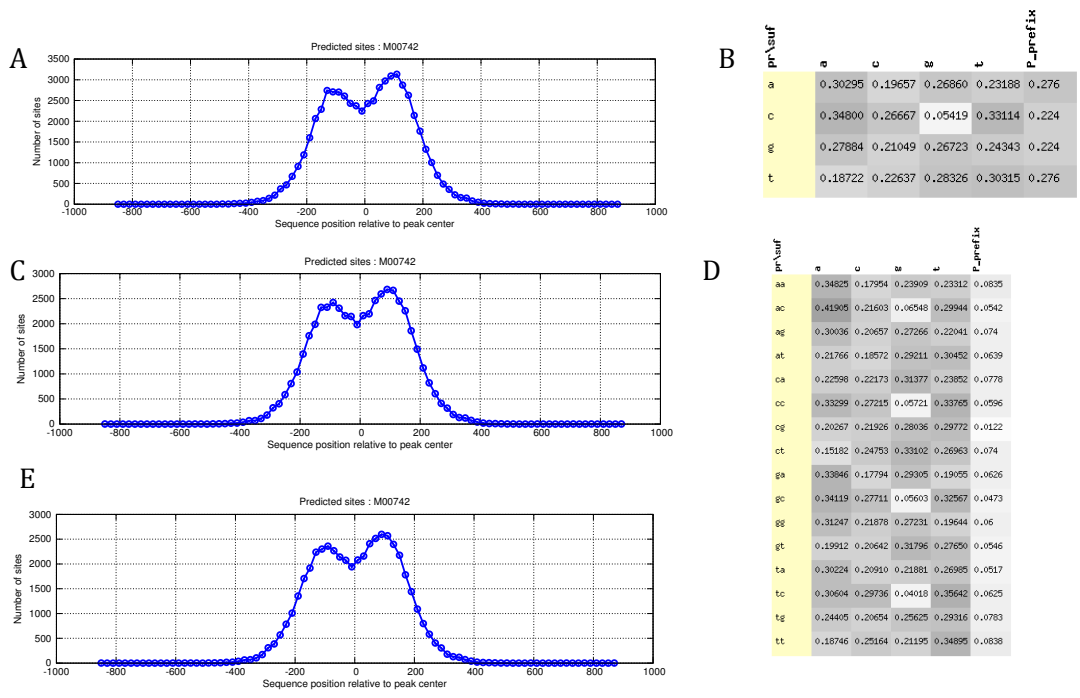 A
Predicted sites : M00742
3500
3000
2500
2000
1500
1000
500
0
Number of sites
-1000 -800 -600 -400 -200 0 200 400 600 800 1000
Sequence position relative to peak center
B
pr\suf a c g t P_prefix
a 0.30295 0.19657 0.26860 0.23188 0.276
c 0.34800 0.26667 0.05419 0.33114 0.224
g 0.27884 0.21049 0.26723 0.24343 0.224
t 0.18722 0.22637 0.28326 0.30315 0.276
C
Predicted sites : M00742
3000
2500
2000
1500
1000
500
0
Number of sites
-1000 -800 -600 -400 -200 0 200 400 600 800 1000
Sequence position relative to peak center
D
pr\suf a c g t P_prefix
aa 0.34825 0.17954 0.23909 0.23312 0.0835
ac 0.41905 0.21603 0.06548 0.29944 0.0542
ag 0.30036 0.20657 0.27266 0.22041 0.074
at 0.21766 0.18572 0.29211 0.30452 0.0639
ca 0.22598 0.22173 0.31377 0.23852 0.0778
cc 0.33299 0.27215 0.05721 0.33765 0.0596
cg 0.20267 0.21926 0.28036 0.29772 0.0122
ct 0.15182 0.24753 0.33102 0.26963 0.074
ga 0.33846 0.17794 0.29305 0.19055 0.0626
gc 0.34119 0.27711 0.05603 0.32567 0.0473
gg 0.31247 0.21878 0.27231 0.19644 0.06
gt 0.19912 0.20642 0.31796 0.27650 0.0546
ta 0.30224 0.20910 0.21881 0.26985 0.0517
tc 0.30604 0.29736 0.04018 0.35642 0.0625
tg 0.24405 0.20654 0.25625 0.29316 0.0783
tt 0.18746 0.25164 0.21195 0.34895 0.0838
E
Predicted sites : M00742
3000
2500
2000
1500
1000
500
0
Number of sites
-1000 -800 -600 -400 -200 0 200 400 600 800 1000
Sequence position relative to peak center